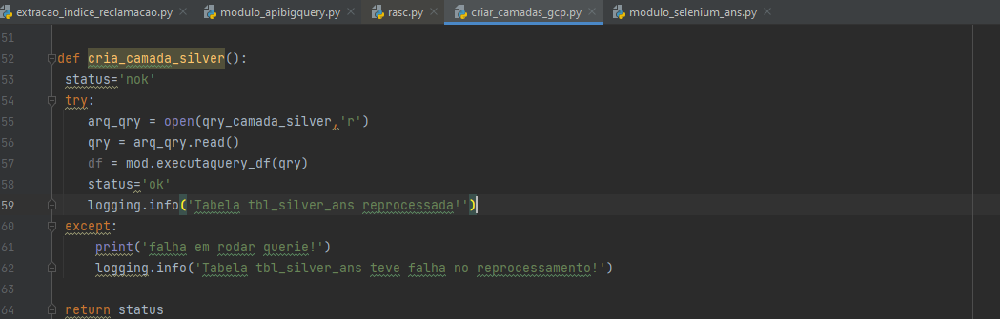 extracao_indice_reclamacao.py × modulo_apibigquery.py × rasc.py × criar_camadas_gcp.py × modulo_selenium_ans.py ×
51
52 def cria_camada_silver():
53 status='nok'
54 try:
55 arq_qry = open(qry_camada_silver,'r')
56 qry = arq_qry.read()
57 df = mod.executaquery_df(qry)
58 status='ok'
59 logging.info('Tabela tbl_silver_ans reprocessada!')
60 except:
61 print('falha em rodar querie!')
62 logging.info('Tabela tbl_silver_ans teve falha no reprocessamento!')
63
64 return status